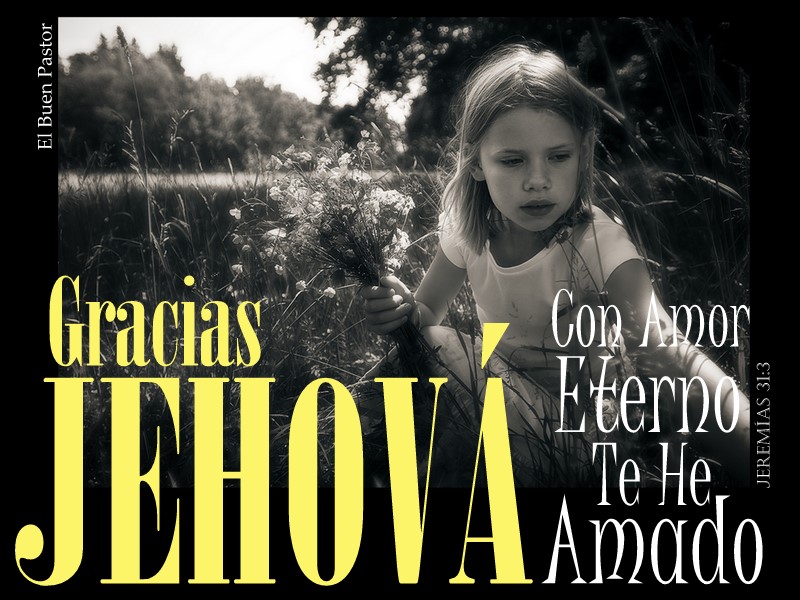 El Buen Pastor
Gracias
JEHOVÁ
Con Amor
Eterno
Te He
Amado
JEREMÍAS 31:3